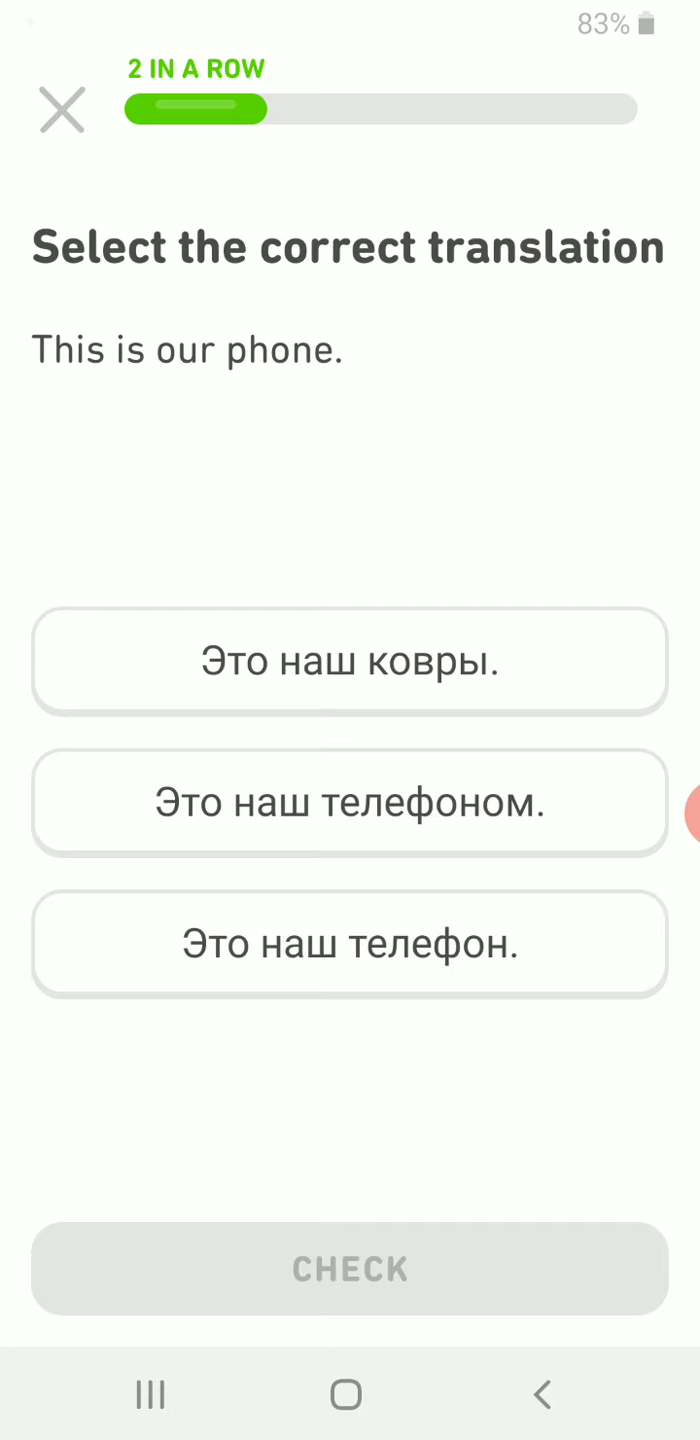 83%
2 IN A ROW
Select the correct translation
This is our phone.
Это наш ковры.
Это наш телефоном.
Это наш телефон.
CHECK